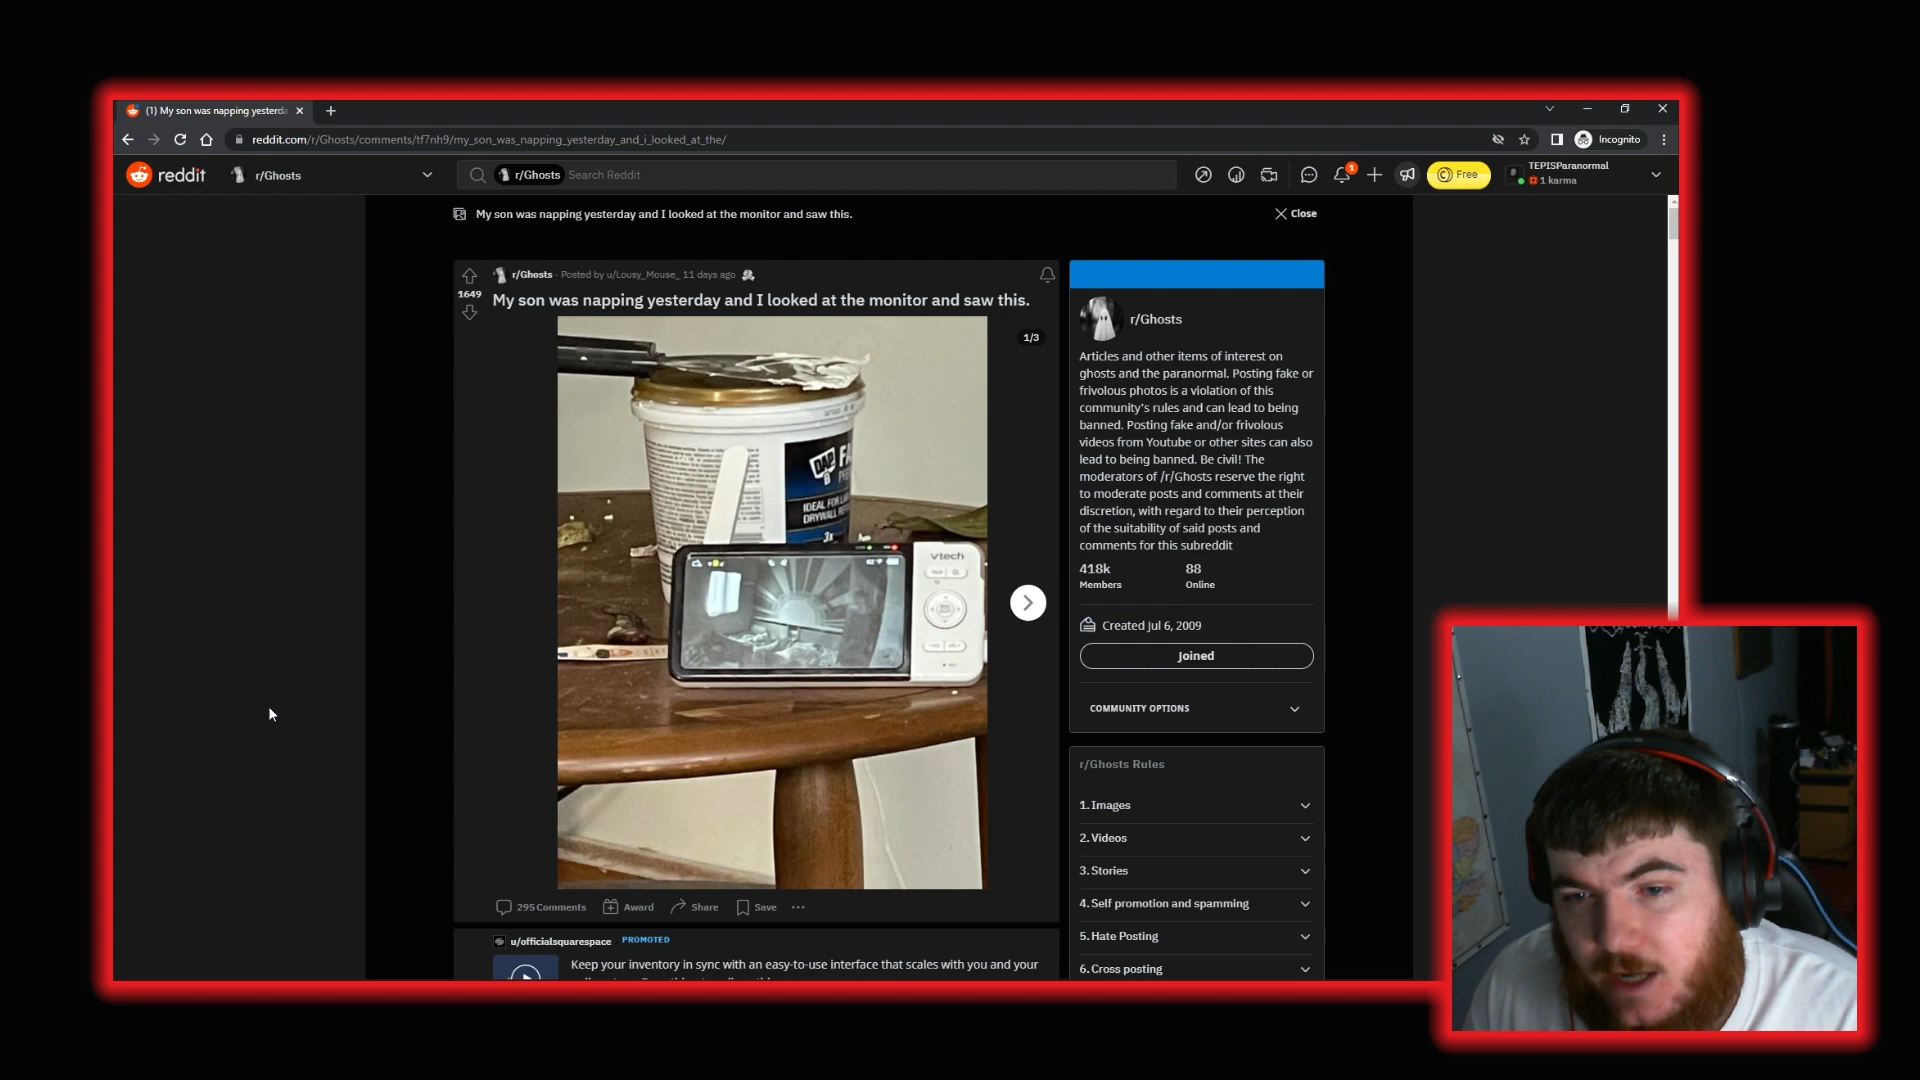 (1) My son was napping yesterda
reddit.com/r/Ghosts/comments/tf7nh9/my_son_was_napping_yesterday_and_i_looked_at_the/
Incognito
reddit
r/Ghosts
r/Ghosts Search Reddit
1
Free
TEPISParanormal
1 karma
My son was napping yesterday and I looked at the monitor and saw this.
Close
1649
r/Ghosts · Posted by u/Lousy_Mouse_ 11 days ago
My son was napping yesterday and I looked at the monitor and saw this.
1/3
DAP
IDEAL FOR
DRYWALL
3x
vtech
295 Comments
Award
Share
Save
u/officialsquarespace PROMOTED
Keep your inventory in sync with an easy-to-use interface that scales with you and your
r/Ghosts
Articles and other items of interest on
ghosts and the paranormal. Posting fake or
frivolous photos is a violation of this
community's rules and can lead to being
banned. Posting fake and/or frivolous
videos from Youtube or other sites can also
lead to being banned. Be civil! The
moderators of /r/Ghosts reserve the right
to moderate posts and comments at their
discretion, with regard to their perception
of the suitability of said posts and
comments for this subreddit
418k
Members
88
Online
Created Jul 6, 2009
Joined
COMMUNITY OPTIONS
r/Ghosts Rules
1. Images
2. Videos
3. Stories
4. Self promotion and spamming
5. Hate Posting
6. Cross posting